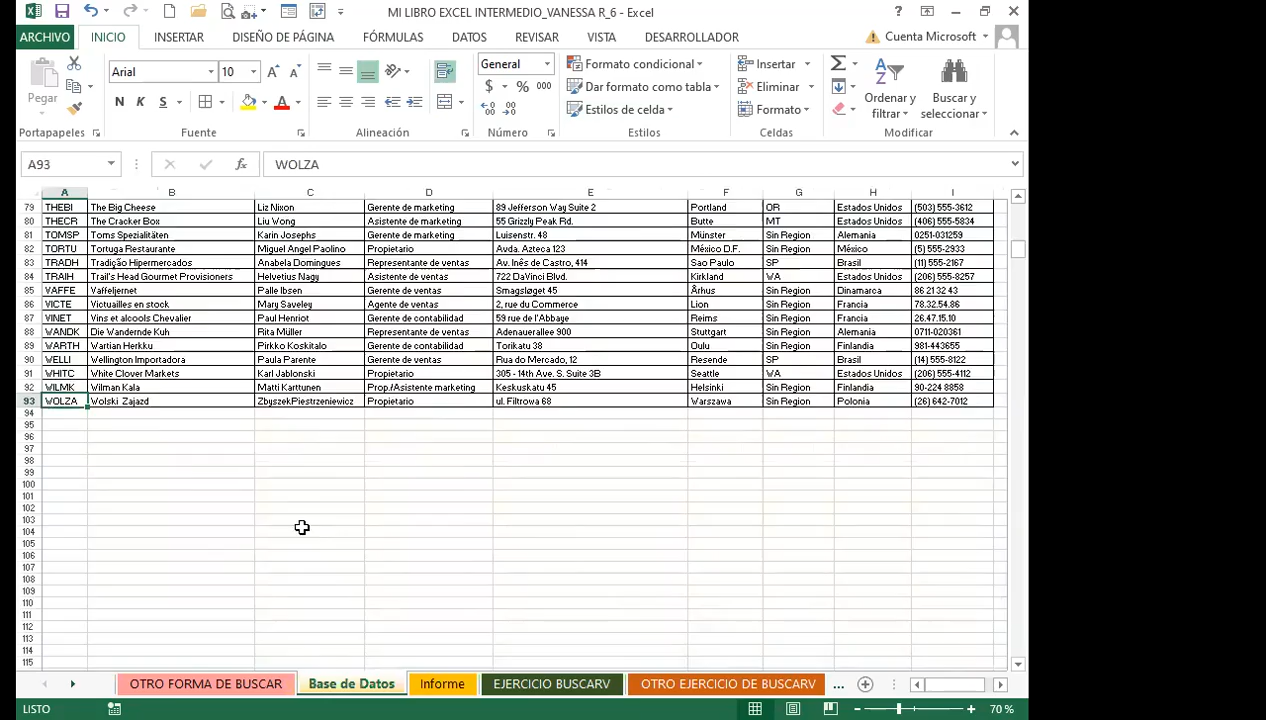 MI LIBRO EXCEL INTERMEDIO_VANESSA R_6 - Excel
ARCHIVO INICIO INSERTAR DISEÑO DE PÁGINA FÓRMULAS DATOS REVISAR VISTA DESARROLLADOR Cuenta Microsoft
Pegar Arial 10 General Formato condicional Insertar
N K S $ % 000 Dar formato como tabla Eliminar Ordenar y filtrar Buscar y seleccionar
Estilos de celda Formato
Portapapeles Fuente Alineación Número Estilos Celdas Modificar
A93 fx WOLZA
A B C D E F G H I
79 THEBI The Big Cheese Liz Nixon Gerente de marketing 89 Jefferson Way Suite 2 Portland OR Estados Unidos (503) 555-3612
80 THECR The Cracker Box Liu Wong Asistente de marketing 55 Grizzly Peak Rd. Butte MT Estados Unidos (406) 555-5834
81 TOMSP Toms Spezialitäten Karin Josephs Gerente de marketing Luisenstr. 48 Münster Sin Region Alemania 0251-031259
82 TORTU Tortuga Restaurante Miguel Angel Paolino Propietario Avda. Azteca 123 México D.F. Sin Region México (5) 555-2933
83 TRADH Tradição Hipermercados Anabela Domingues Representante de ventas Av. Inês de Castro, 414 Sao Paulo SP Brasil (11) 555-2167
84 TRAIH Trail's Head Gourmet Provisioners Helvetius Nagy Asistente de ventas 722 DaVinci Blvd. Kirkland WA Estados Unidos (206) 555-8257
85 VAFFE Vaffeljernet Palle Ibsen Gerente de ventas Smagsløget 45 Århus Sin Region Dinamarca 86 21 32 43
86 VICTE Victuailles en stock Mary Saveley Agente de ventas 2, rue du Commerce Lion Sin Region Francia 78.32.54.86
87 VINET Vins et alcools Chevalier Paul Henriot Gerente de contabilidad 59 rue de l'Abbaye Reims Sin Region Francia 26.47.15.10
88 WANDK Die Wandernde Kuh Rita Müller Representante de ventas Adenauerallee 900 Stuttgart Sin Region Alemania 0711-020361
89 WARTH Wartian Herkku Pirkko Koskitalo Gerente de contabilidad Torikatu 38 Oulu Sin Region Finlandia 981-443655
90 WELLI Wellington Importadora Paula Parente Gerente de ventas Rua do Mercado, 12 Resende SP Brasil (14) 555-8122
91 WHITC White Clover Markets Karl Jablonski Propietario 305 - 14th Ave. S. Suite 3B Seattle WA Estados Unidos (206) 555-4112
92 WILMK Wilman Kala Matti Karttunen Prop./Asistente marketing Keskuskatu 45 Helsinki Sin Region Finlandia 90-224 8858
93 WOLZA Wolski Zajazd ZbyszekPiestrzeniewicz Propietario ul. Filtrowa 68 Warszawa Sin Region Polonia (26) 642-7012
94
95
96
97
98
99
100
101
102
103
104
105
106
107
108
109
110
111
112
113
114
115
OTRO FORMA DE BUSCAR Base de Datos Informe EJERCICIO BUSCARV OTRO EJERCICIO DE BUSCARV ...
LISTO 70 %